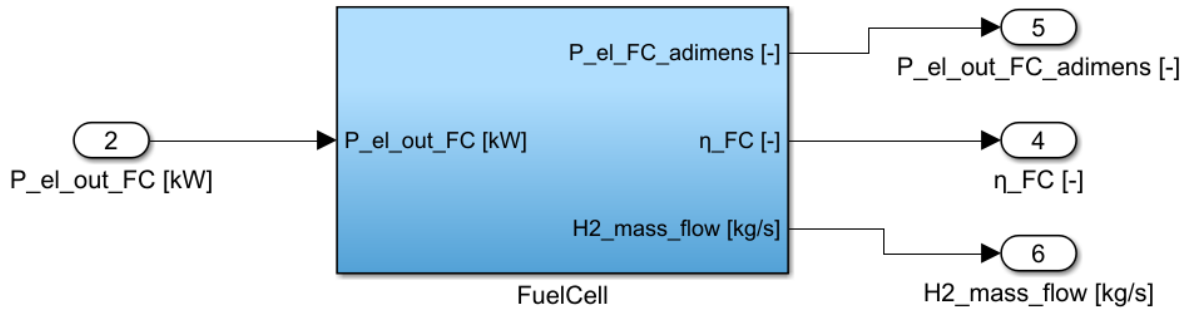 2
P_el_out_FC [kW]
P_el_out_FC [kW]
P_el_FC_adimens [-]
η_FC [-]
H2_mass_flow [kg/s]
FuelCell
5
P_el_out_FC_adimens [-]
4
η_FC [-]
6
H2_mass_flow [kg/s]